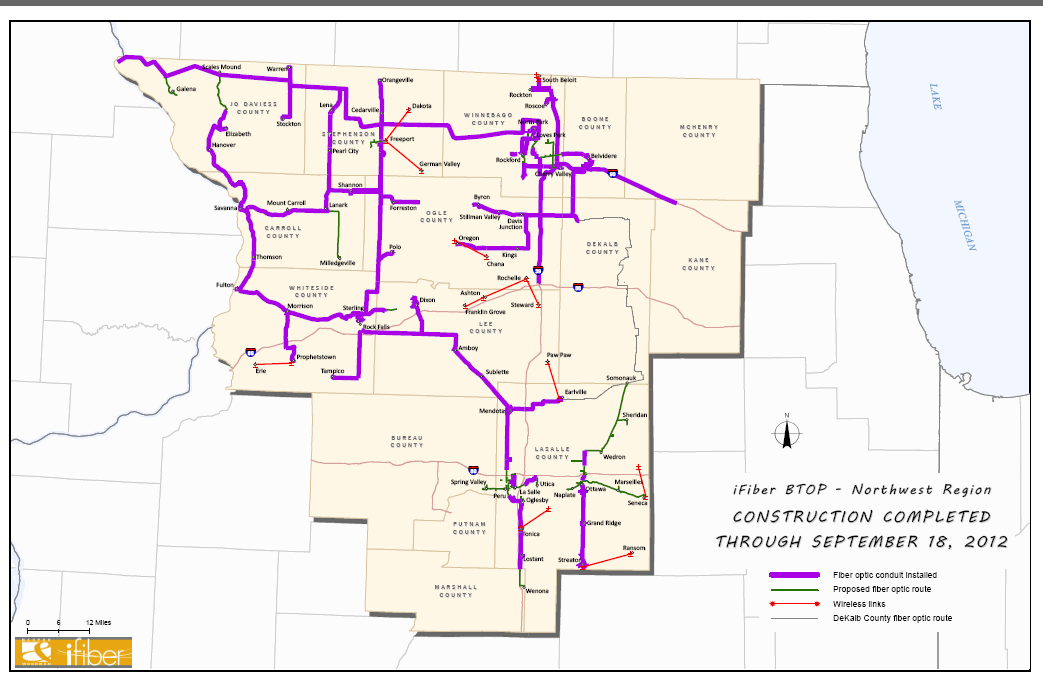 Scales Mound
Warren
Orangeville
South Beloit
Galena
Rockton
Roscoe
JO DAVIESS
COUNTY
Lena
Cedarville
Dakota
WINNEBAGO
COUNTY
North Park
BOONE
COUNTY
MCHENRY
COUNTY
LAKE
MICHIGAN
Stockton
Elizabeth
STEPHENSON
COUNTY
Freeport
Loves Park
Hanover
Pearl City
German Valley
Rockford
Belvidere
Cherry Valley
Shannon
Savanna
Mount Carroll
Lanark
Forreston
Byron
OGLE
COUNTY
Stillman Valley
Davis
Junction
CARROLL
COUNTY
Oregon
DEKALB
COUNTY
Polo
Kings
Chana
KANE
COUNTY
Thomson
Milledgeville
Rochelle
Fulton
WHITESIDE
COUNTY
Ashton
Dixon
Morrison
Sterling
Franklin Grove
Steward
Rock Falls
LEE
COUNTY
Amboy
Prophetstown
Paw Paw
Erie
Tampico
Sublette
Somonauk
Earlville
Mendota
Sheridan
BUREAU
COUNTY
LASALLE
COUNTY
Wedron
N
Spring Valley
Utica
Marseilles
Peru
La Salle
Oglesby
Naplate
Ottawa
Seneca
PUTNAM
COUNTY
Tonica
Grand Ridge
Lostant
Streator
Ransom
MARSHALL
COUNTY
Wenona
iFiber BTOP - Northwest Region
CONSTRUCTION COMPLETED
THROUGH SEPTEMBER 18, 2012
Fiber optic conduit installed
Proposed fiber optic route
Wireless links
DeKalb County fiber optic route
0 6 12 Miles
ifiber